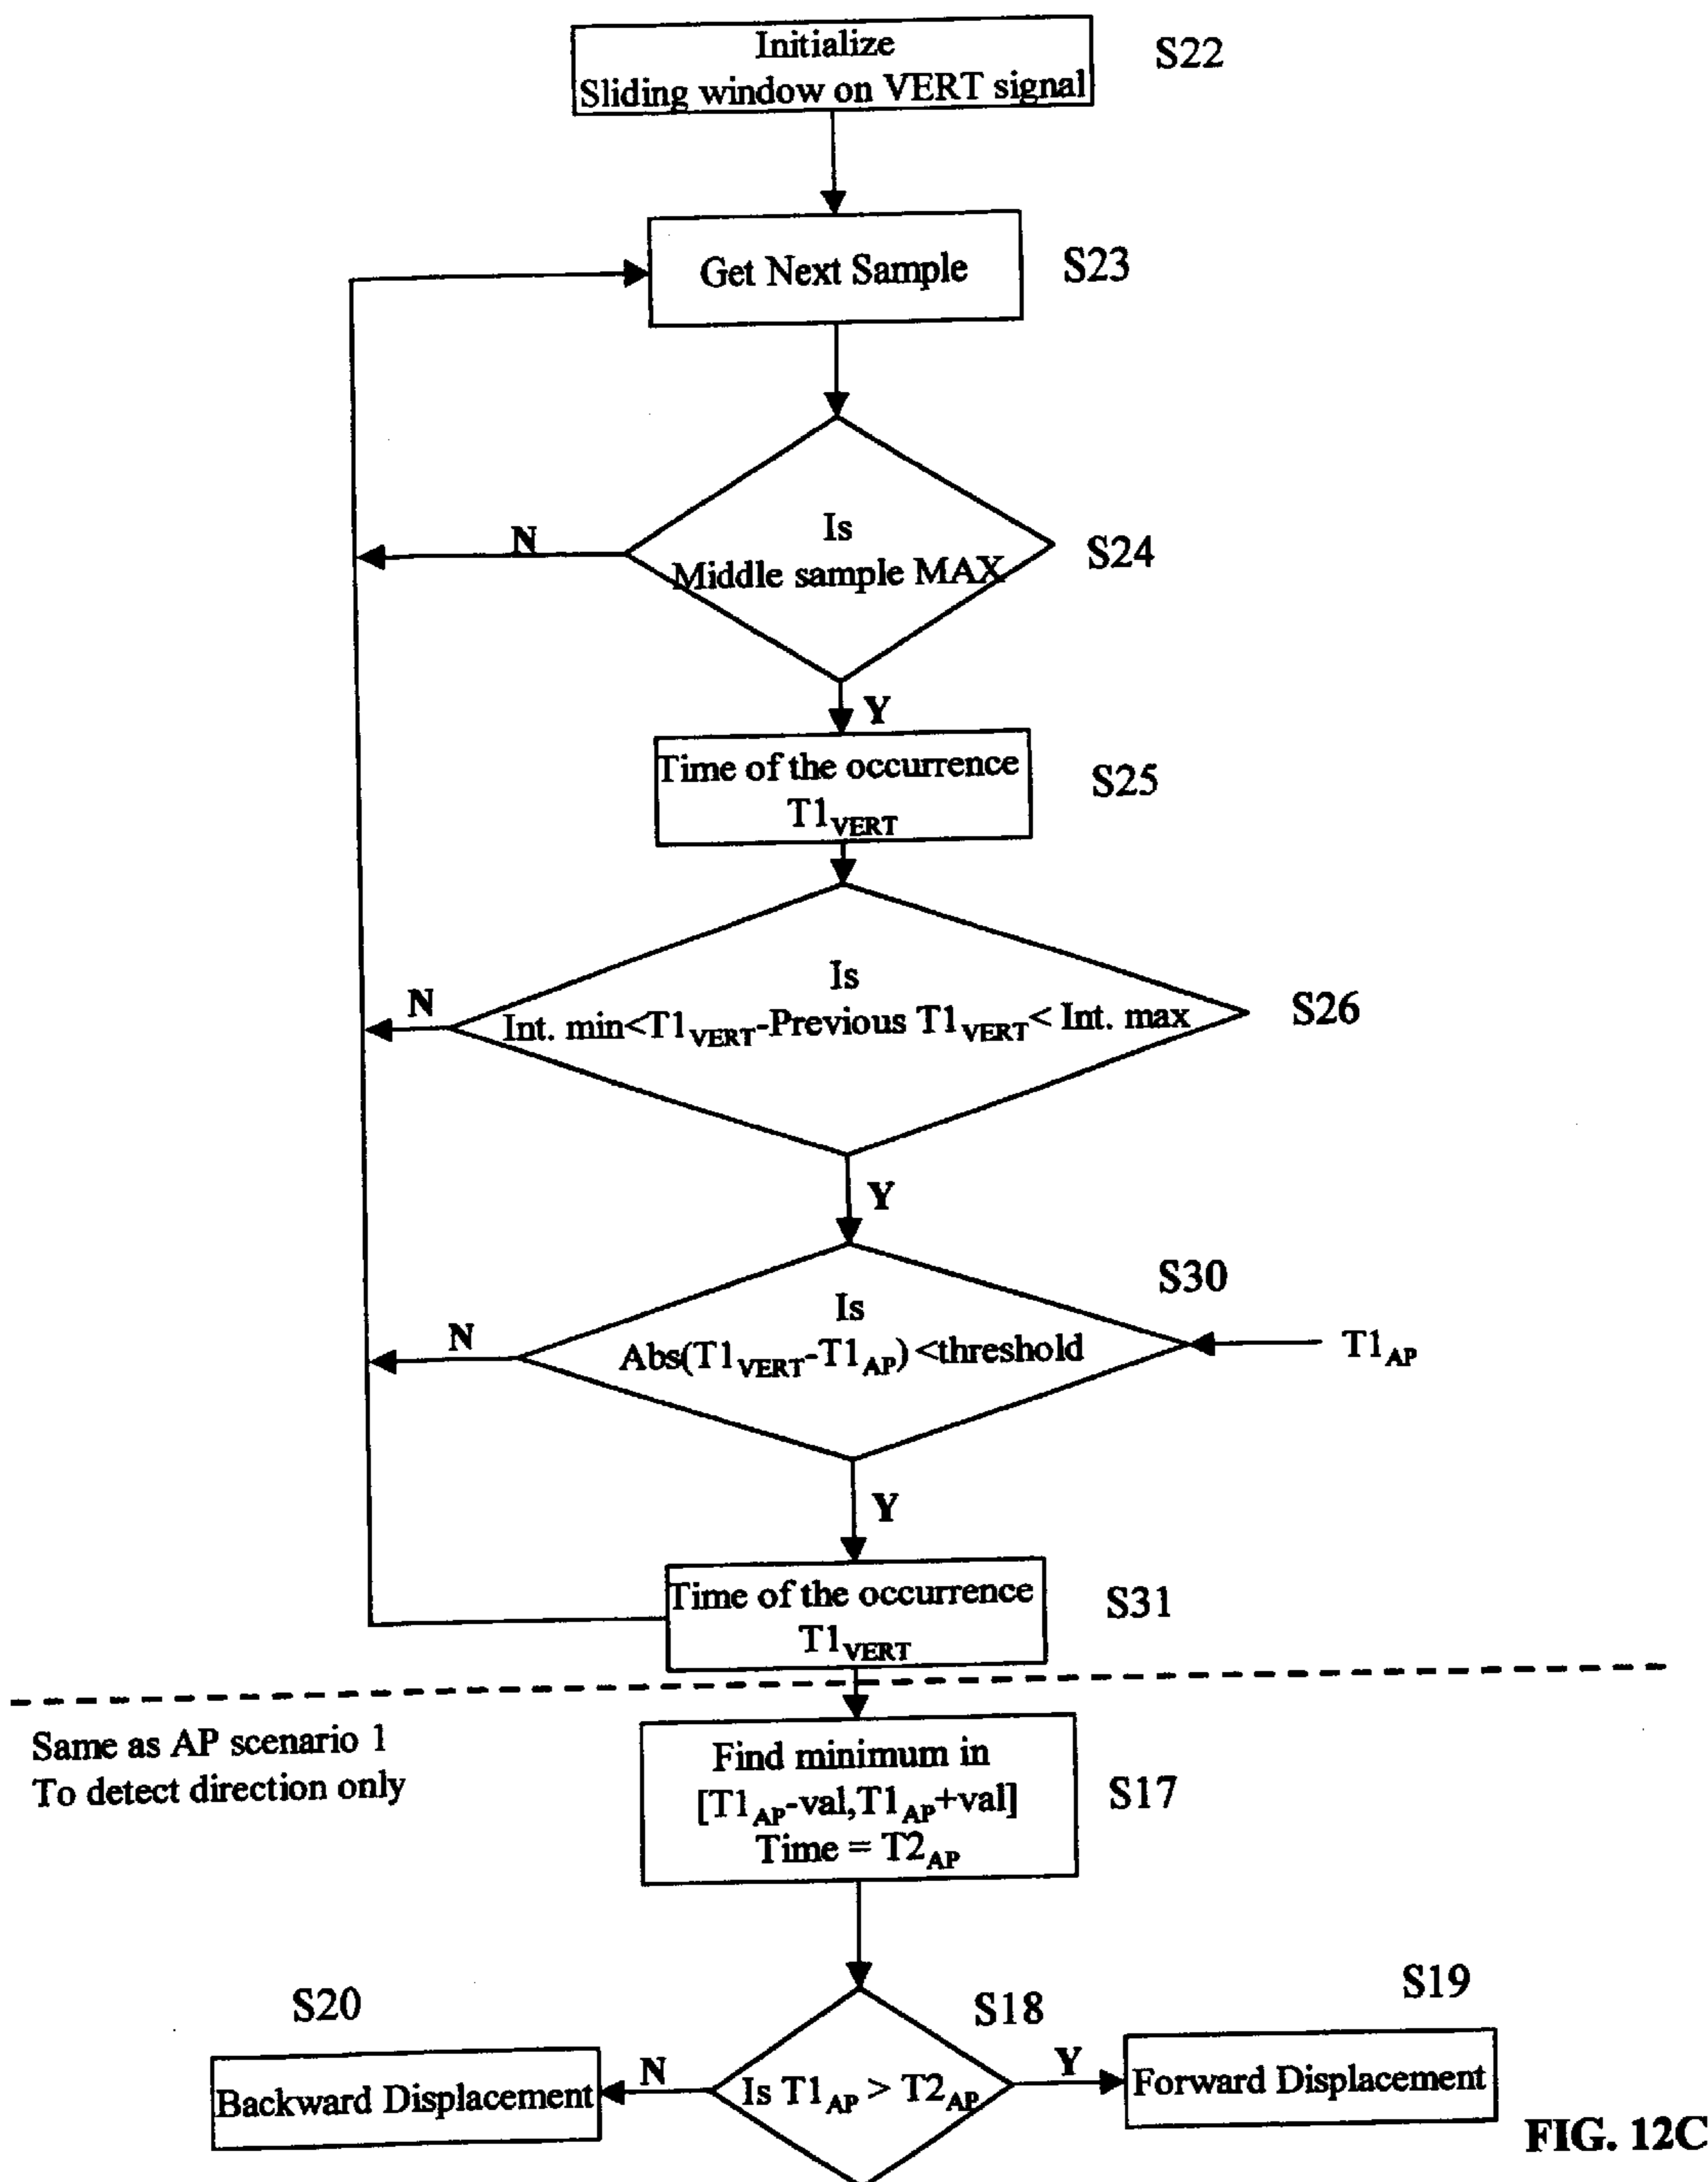 Initialize
Sliding window on VERT signal
S22
Get Next Sample
S23
Is
Middle sample MAX
S24
N
Y
Time of the occurrence
T1VERT
S25
Is
Int. min<T1VERT-Previous T1VERT< Int. max
S26
N
Y
S30
Is
Abs(T1VERT-T1AP) <threshold
T1AP
N
Y
Time of the occurrence
T1VERT
S31
Same as AP scenario 1
To detect direction only
Find minimum in
[T1AP-val,T1AP+val]
Time = T2AP
S17
S20
S18
S19
Backward Displacement
N
Is T1AP > T2AP
Y
Forward Displacement
FIG. 12C